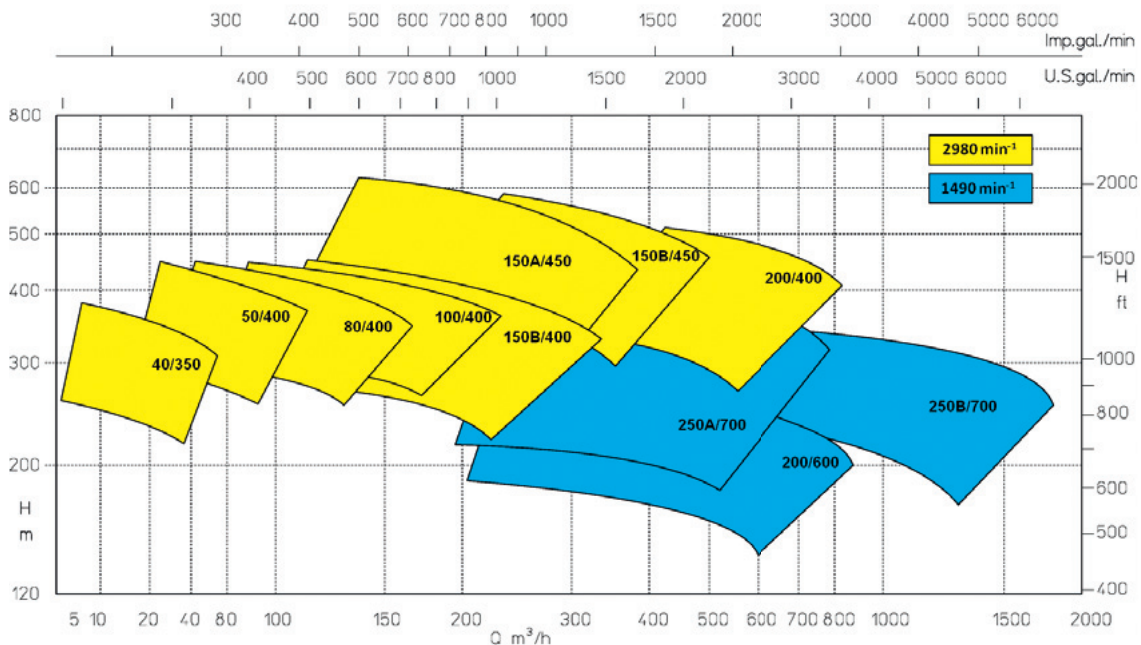 300 400 500 600 700 800 1000 1500 2000 3000 4000 5000 6000
Imp.gal./min
400 500 600 700 800 1000 1500 2000 3000 4000 5000 6000
U.S.gal./min
800
600
500
400
300
200
H
m
120
2980 min⁻¹
1490 min⁻¹
2000
1500
H
ft
1000
800
600
500
400
150A/450
150B/450
200/400
50/400
80/400
100/400
150B/400
40/350
250A/700
250B/700
200/600
5 10 20 40 80 100 150 200 300 400 500 600 700 800 1000 1500 2000
Q m³/h